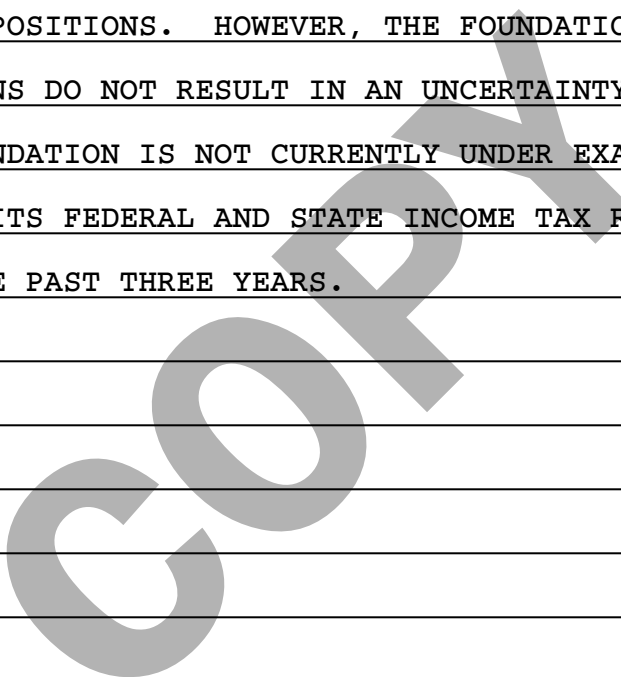 POSITIONS. HOWEVER, THE FOUNDATIO
NS DO NOT RESULT IN AN UNCERTAINTY
NDATION IS NOT CURRENTLY UNDER EXA
ITS FEDERAL AND STATE INCOME TAX R
E PAST THREE YEARS.
COPY